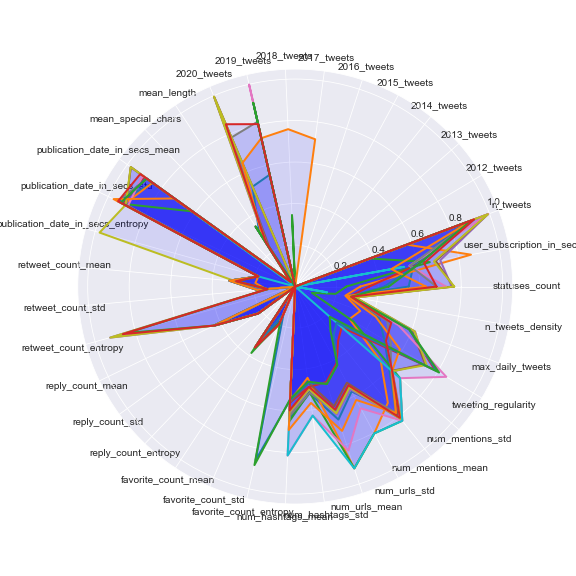 2018_tweets
2017_tweets
2019_tweets
2016_tweets
2020_tweets
2015_tweets
mean_length
2014_tweets
mean_special_chars
2013_tweets
publication_date_in_secs_mean
2012_tweets
publication_date_in_secs_std
1.0
n_tweets
0.8
publication_date_in_secs_entropy
0.6
user_subscription_in_sec
0.4
retweet_count_mean
0.2
statuses_count
retweet_count_std
n_tweets_density
retweet_count_entropy
max_daily_tweets
reply_count_mean
tweeting_regularity
reply_count_std
num_mentions_std
reply_count_entropy
num_mentions_mean
favorite_count_mean
num_urls_std
favorite_count_std
num_urls_mean
favorite_count_entropy
num_hashtags_std
num_hashtags_mean